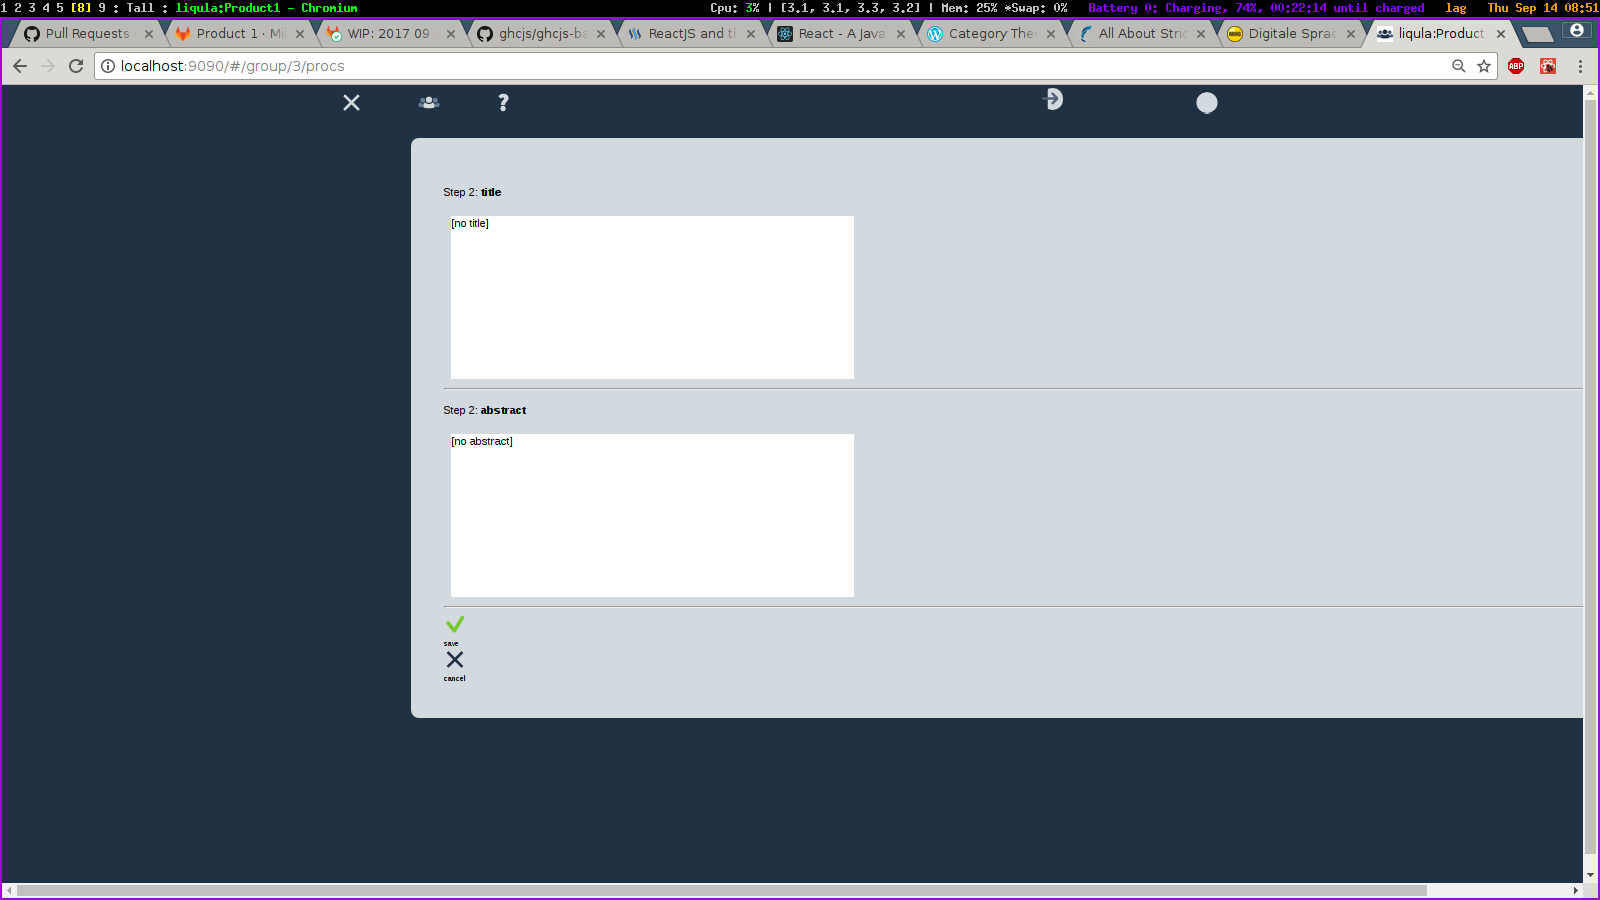 1 2 3 4 5 [8] 9 : Tall : liqula:Product1 - Chromium Cpu: 3% | [3.1, 3.1, 3.3, 3.2] | Mem: 25% *Swap: 0% Battery 0: Charging, 74%, 00:22:14 until charged lag Thu Sep 14 08:51
Pull Requests Product 1 · Mil WIP: 2017 09 ghcjs/ghcjs-ba ReactJS and th React - A Java Category The All About Stric Digitale Sprac liqula:Product
localhost:9090/#/group/3/procs ABP
?
Step 2: title
[no title]
Step 2: abstract
[no abstract]
save
cancel